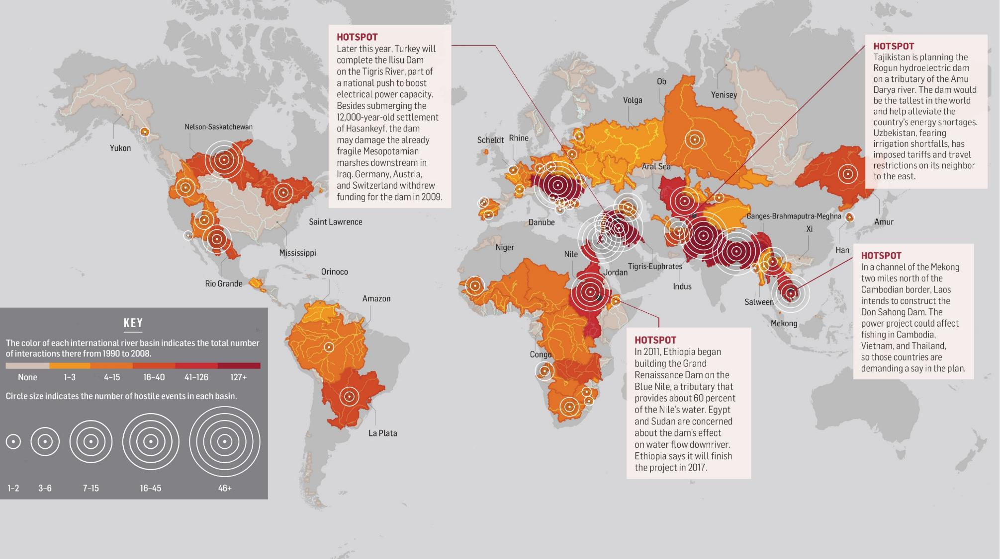 HOTSPOT
Later this year, Turkey will
complete the Ilisu Dam
on the Tigris River, part of
a national push to boost
electrical power capacity.
Besides submerging the
12,000-year-old settlement
of Hasankeyf, the dam
may damage the already
fragile Mesopotamian
marshes downstream in
Iraq. Germany, Austria,
and Switzerland withdrew
funding for the dam in 2009.
HOTSPOT
Tajikistan is planning the
Rogun hydroelectric dam
on a tributary of the Amu
Darya river. The dam would
be the tallest in the world
and help alleviate the
country's energy shortages.
Uzbekistan, fearing
irrigation shortfalls, has
imposed tariffs and travel
restrictions on its neighbor
to the east.
Ob
Yenisey
Volga
Nelson-Saskatchewan
Scheldt
Rhine
Yukon
Aral Sea
Saint Lawrence
Danube
Ganges-Brahmaputra-Meghna
Amur
Xi
Mississippi
Niger
Nile
Han
Tigris-Euphrates
Jordan
Orinoco
Rio Grande
Indus
Amazon
Salween
Mekong
Congo
La Plata
HOTSPOT
In a channel of the Mekong
two miles north of the
Cambodian border, Laos
intends to construct the
Don Sahong Dam. The
power project could affect
fishing in Cambodia,
Vietnam, and Thailand,
so those countries are
demanding a say in the plan.
HOTSPOT
In 2011, Ethiopia began
building the Grand
Renaissance Dam on the
Blue Nile, a tributary that
provides about 60 percent
of the Nile's water. Egypt
and Sudan are concerned
about the dam's effect
on water flow downriver.
Ethiopia says it will finish
the project in 2017.
KEY
The color of each international river basin indicates the total number
of interactions there from 1990 to 2008.
None 1–3 4–15 16–40 41–126 127+
Circle size indicates the number of hostile events in each basin.
1–2 3–6 7–15 16–45 46+